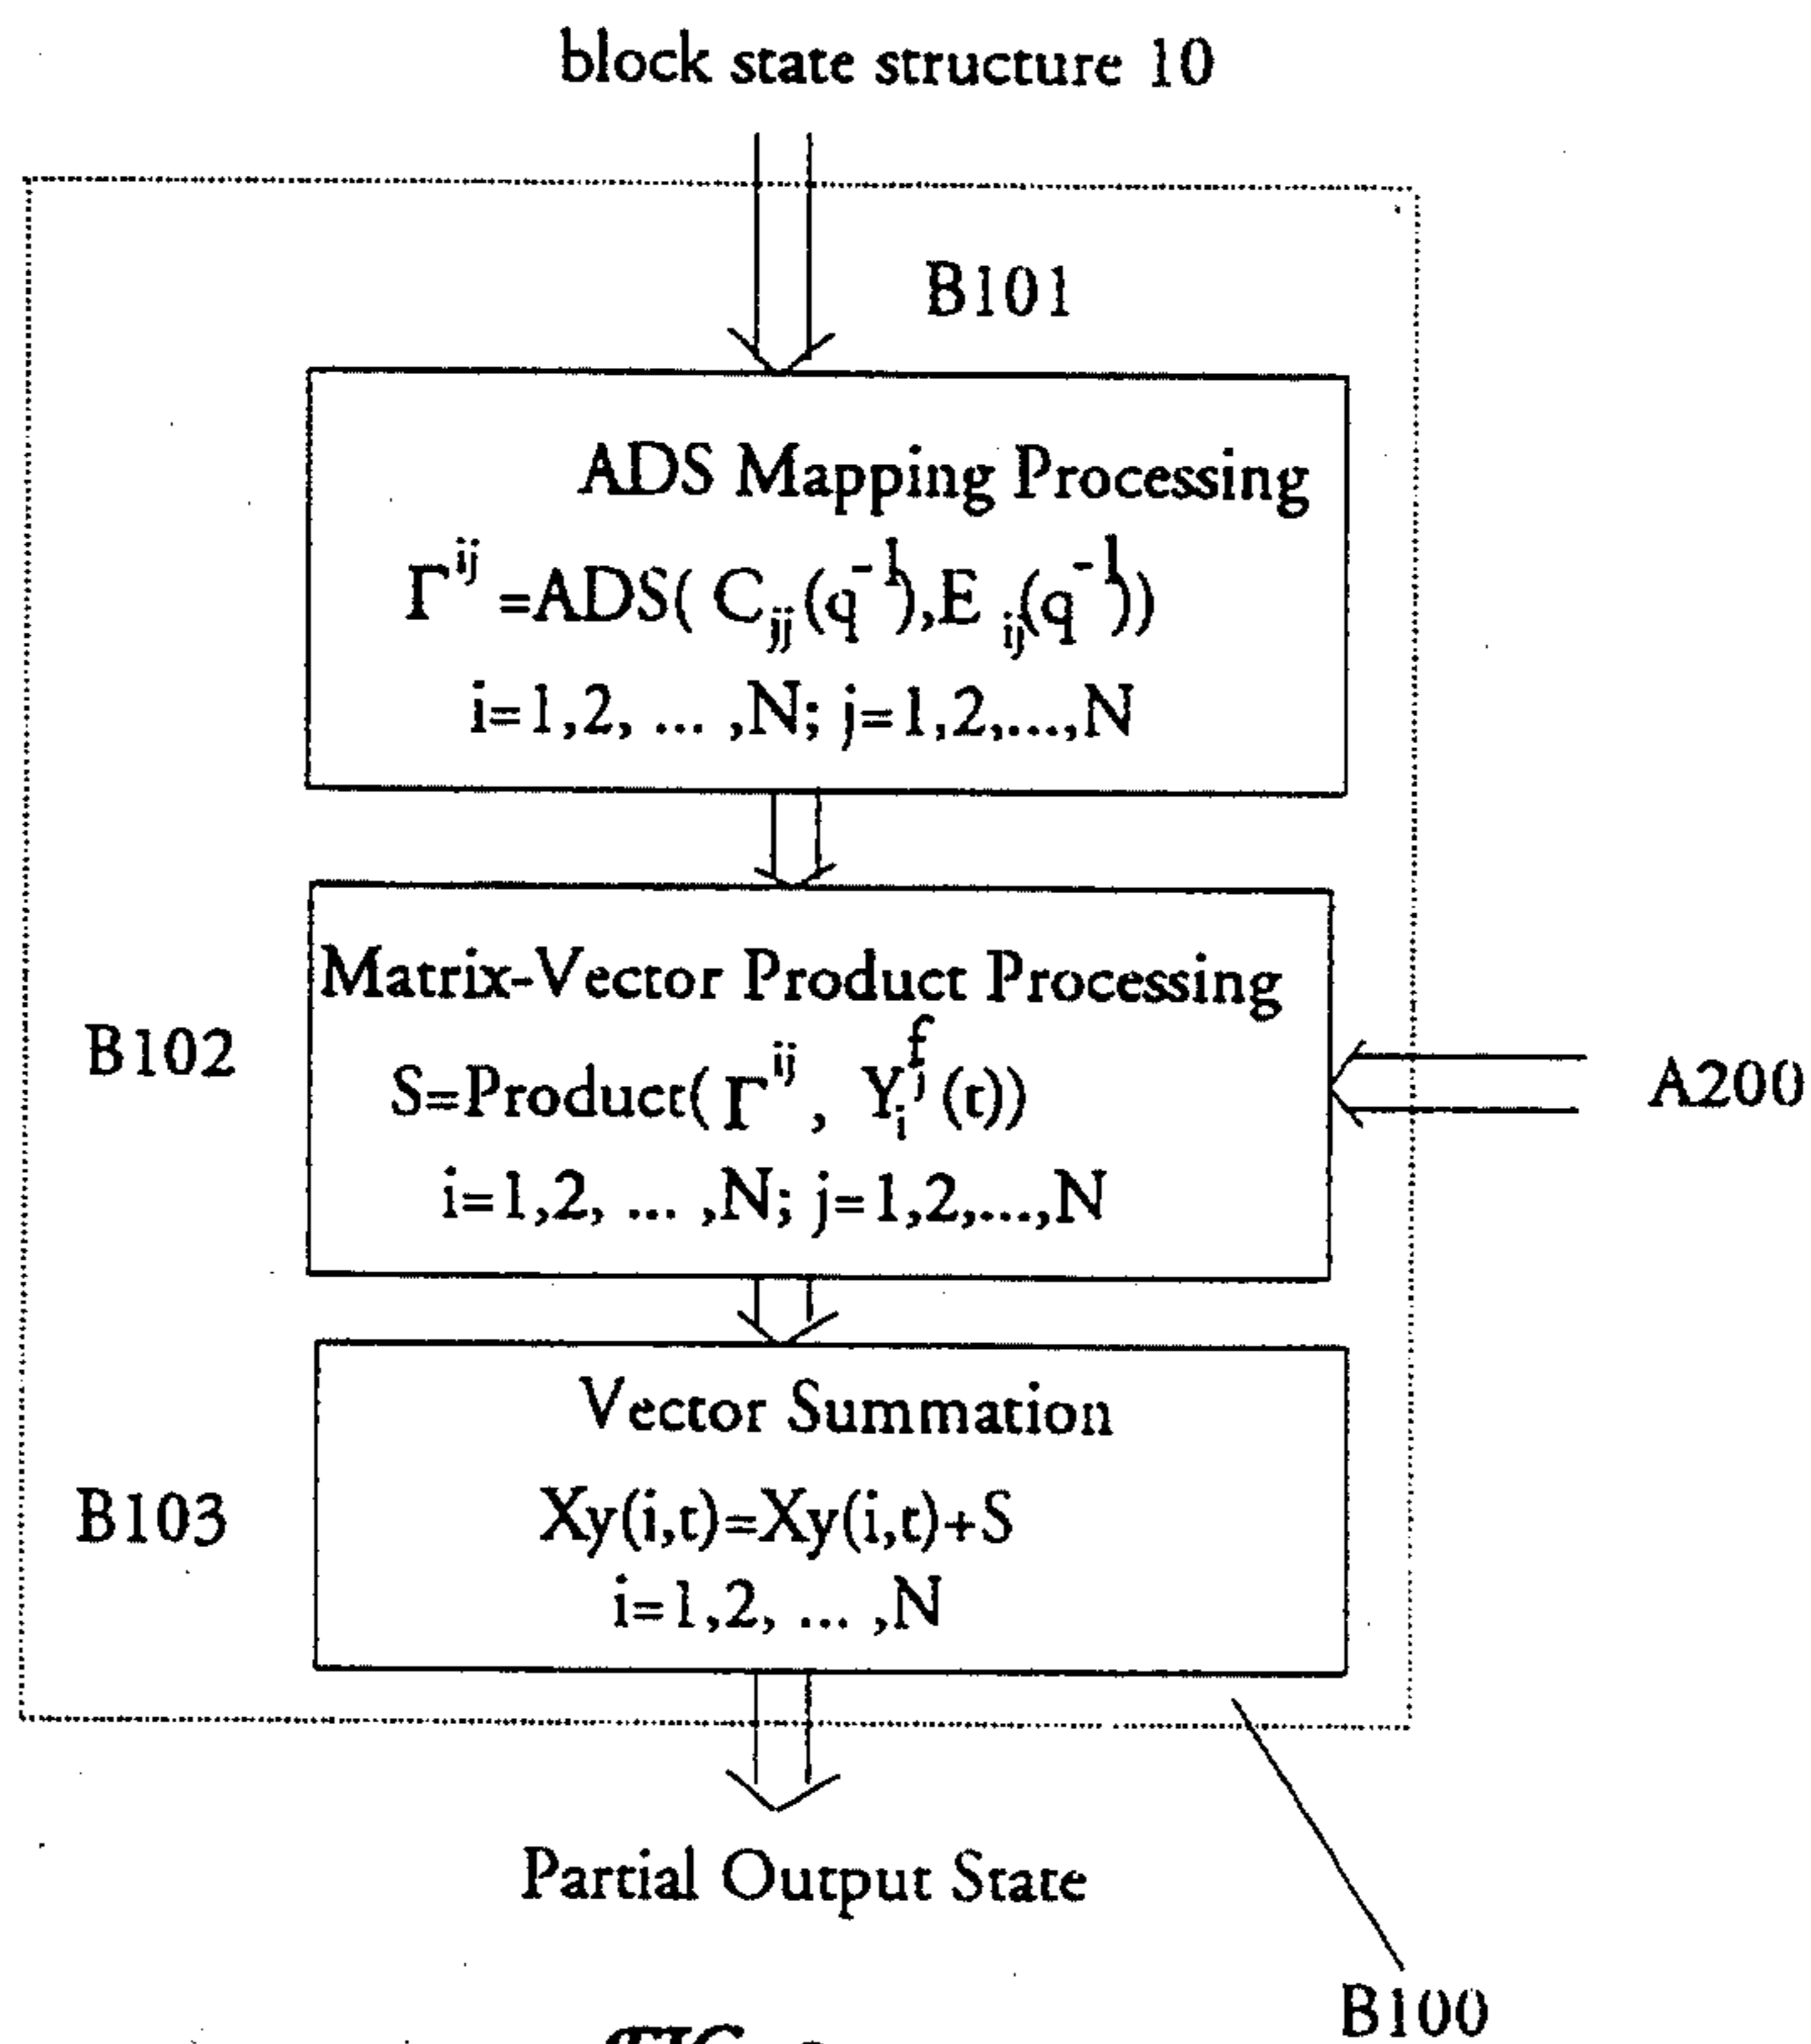 block state structure 10
B101
ADS Mapping Processing
Γ^ij =ADS( C_jj(q^-1),E_ij(q^-1))
i=1,2, ... ,N; j=1,2,...,N
Matrix-Vector Product Processing
B102
S=Product( Γ^ij , Y_i^f (t))
A200
i=1,2, ... ,N; j=1,2,...,N
Vector Summation
B103
Xy(i,t)=Xy(i,t)+S
i=1,2, ... ,N
Partial Output State
B100